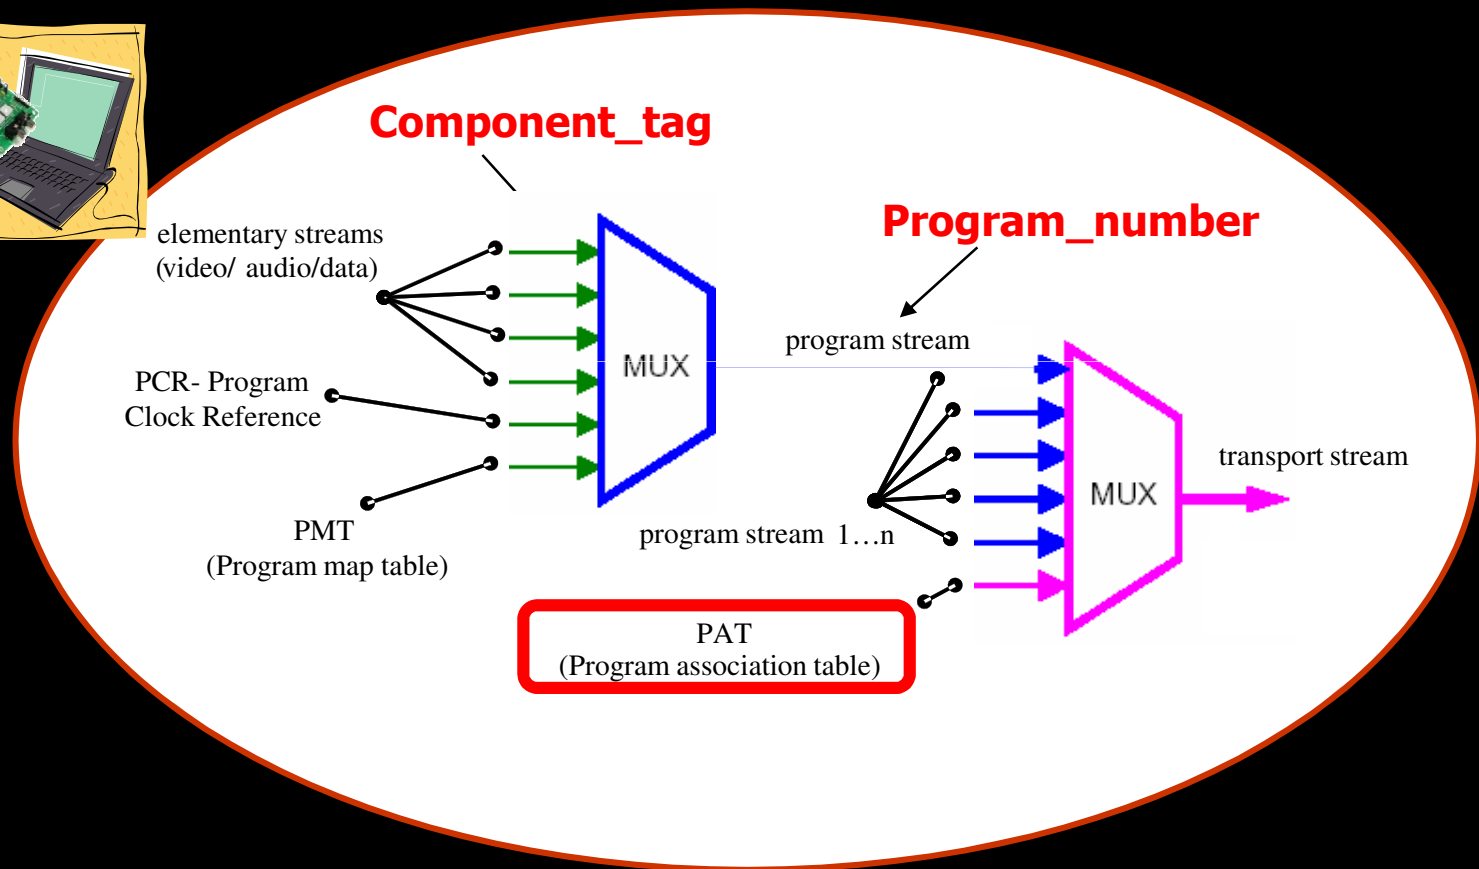 Component_tag
Program_number
elementary streams
(video/ audio/data)
program stream
PCR- Program
Clock Reference
MUX
transport stream
MUX
PMT
(Program map table)
program stream 1…n
PAT
(Program association table)